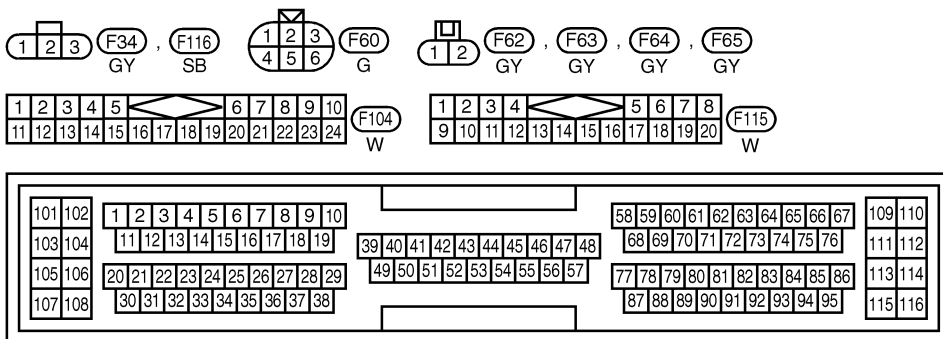 1 2 3 F34 , F116 1 2 3 F60 1 2 F62 , F63 , F64 , F65
GY SB 4 5 6 G GY GY GY GY
1 2 3 4 5 6 7 8 9 10 F104 1 2 3 4 5 6 7 8 F115
11 12 13 14 15 16 17 18 19 20 21 22 23 24 9 10 11 12 13 14 15 16 17 18 19 20
W W
101 102 1 2 3 4 5 6 7 8 9 10 58 59 60 61 62 63 64 65 66 67 109 110
103 104 11 12 13 14 15 16 17 18 19 39 40 41 42 43 44 45 46 47 48 68 69 70 71 72 73 74 75 76 111 112
105 106 20 21 22 23 24 25 26 27 28 29 49 50 51 52 53 54 55 56 57 77 78 79 80 81 82 83 84 85 86 113 114
107 108 30 31 32 33 34 35 36 37 38 87 88 89 90 91 92 93 94 95 115 116